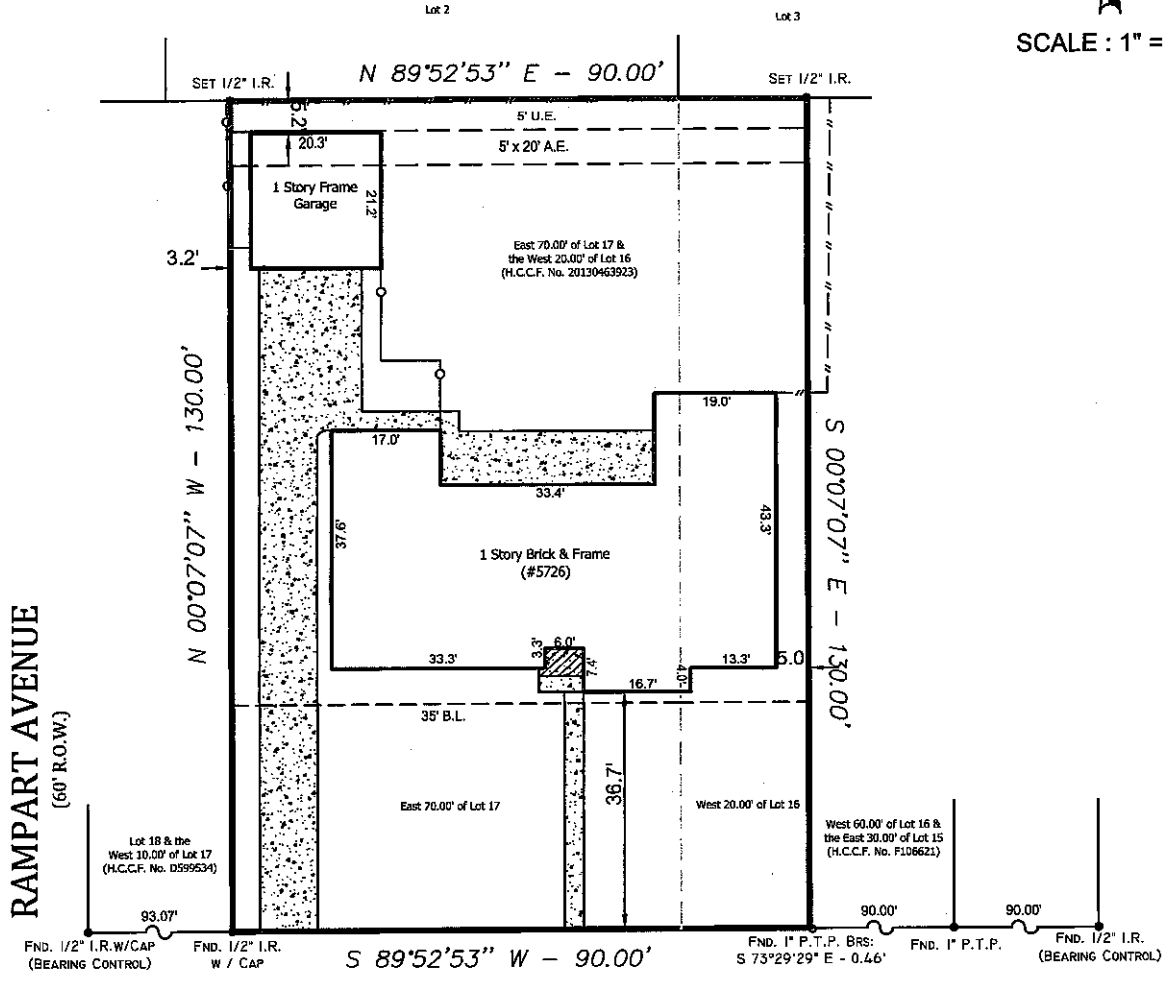 Lot 2
Lot 3
SCALE : 1" =
SET 1/2" I.R.
N 89°52'53" E - 90.00'
SET 1/2" I.R.
5.2'
5' U.E.
20.3'
5' x 20' A.E.
1 Story Frame
Garage
21.2'
East 70.00' of Lot 17 &
the West 20.00' of Lot 16
(H.C.C.F. No. 20130463923)
3.2'
N 00°07'07" W - 130.00'
19.0'
17.0'
33.4'
S 00°07'07" E - 130.00'
37.6'
43.3'
1 Story Brick & Frame
(#5726)
RAMPART AVENUE
(60' R.O.W.)
3.3'
6.0'
33.3'
7.4'
16.7'
4.0'
13.3'
5.0
35' B.L.
36.7'
East 70.00' of Lot 17
West 20.00' of Lot 16
Lot 18 & the
West 10.00' of Lot 17
(H.C.C.F. No. D599534)
West 60.00' of Lot 16 &
the East 30.00' of Lot 15
(H.C.C.F. No. F106621)
93.07'
90.00'
90.00'
FND. 1/2" I.R.W/CAP
(BEARING CONTROL)
FND. 1/2" I.R.
W / CAP
S 89°52'53" W - 90.00'
FND. 1" P.T.P. BRS:
S 73°29'29" E - 0.46'
FND. 1" P.T.P.
FND. 1/2" I.R.
(BEARING CONTROL)